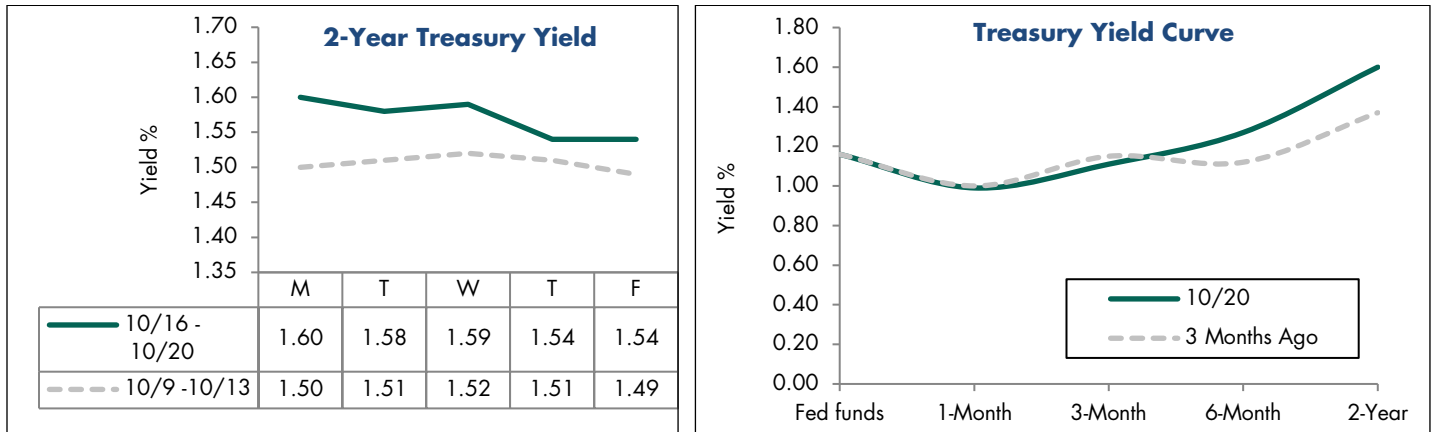 2-Year Treasury Yield
Yield %
1.70
1.65
1.60
1.55
1.50
1.45
1.40
1.35
M T W T F
10/16 -
10/20 1.60 1.58 1.59 1.54 1.54
10/9 -10/13 1.50 1.51 1.52 1.51 1.49
Treasury Yield Curve
Yield %
1.80
1.60
1.40
1.20
1.00
0.80
0.60
0.40
0.20
0.00
Fed funds 1-Month 3-Month 6-Month 2-Year
10/20
3 Months Ago